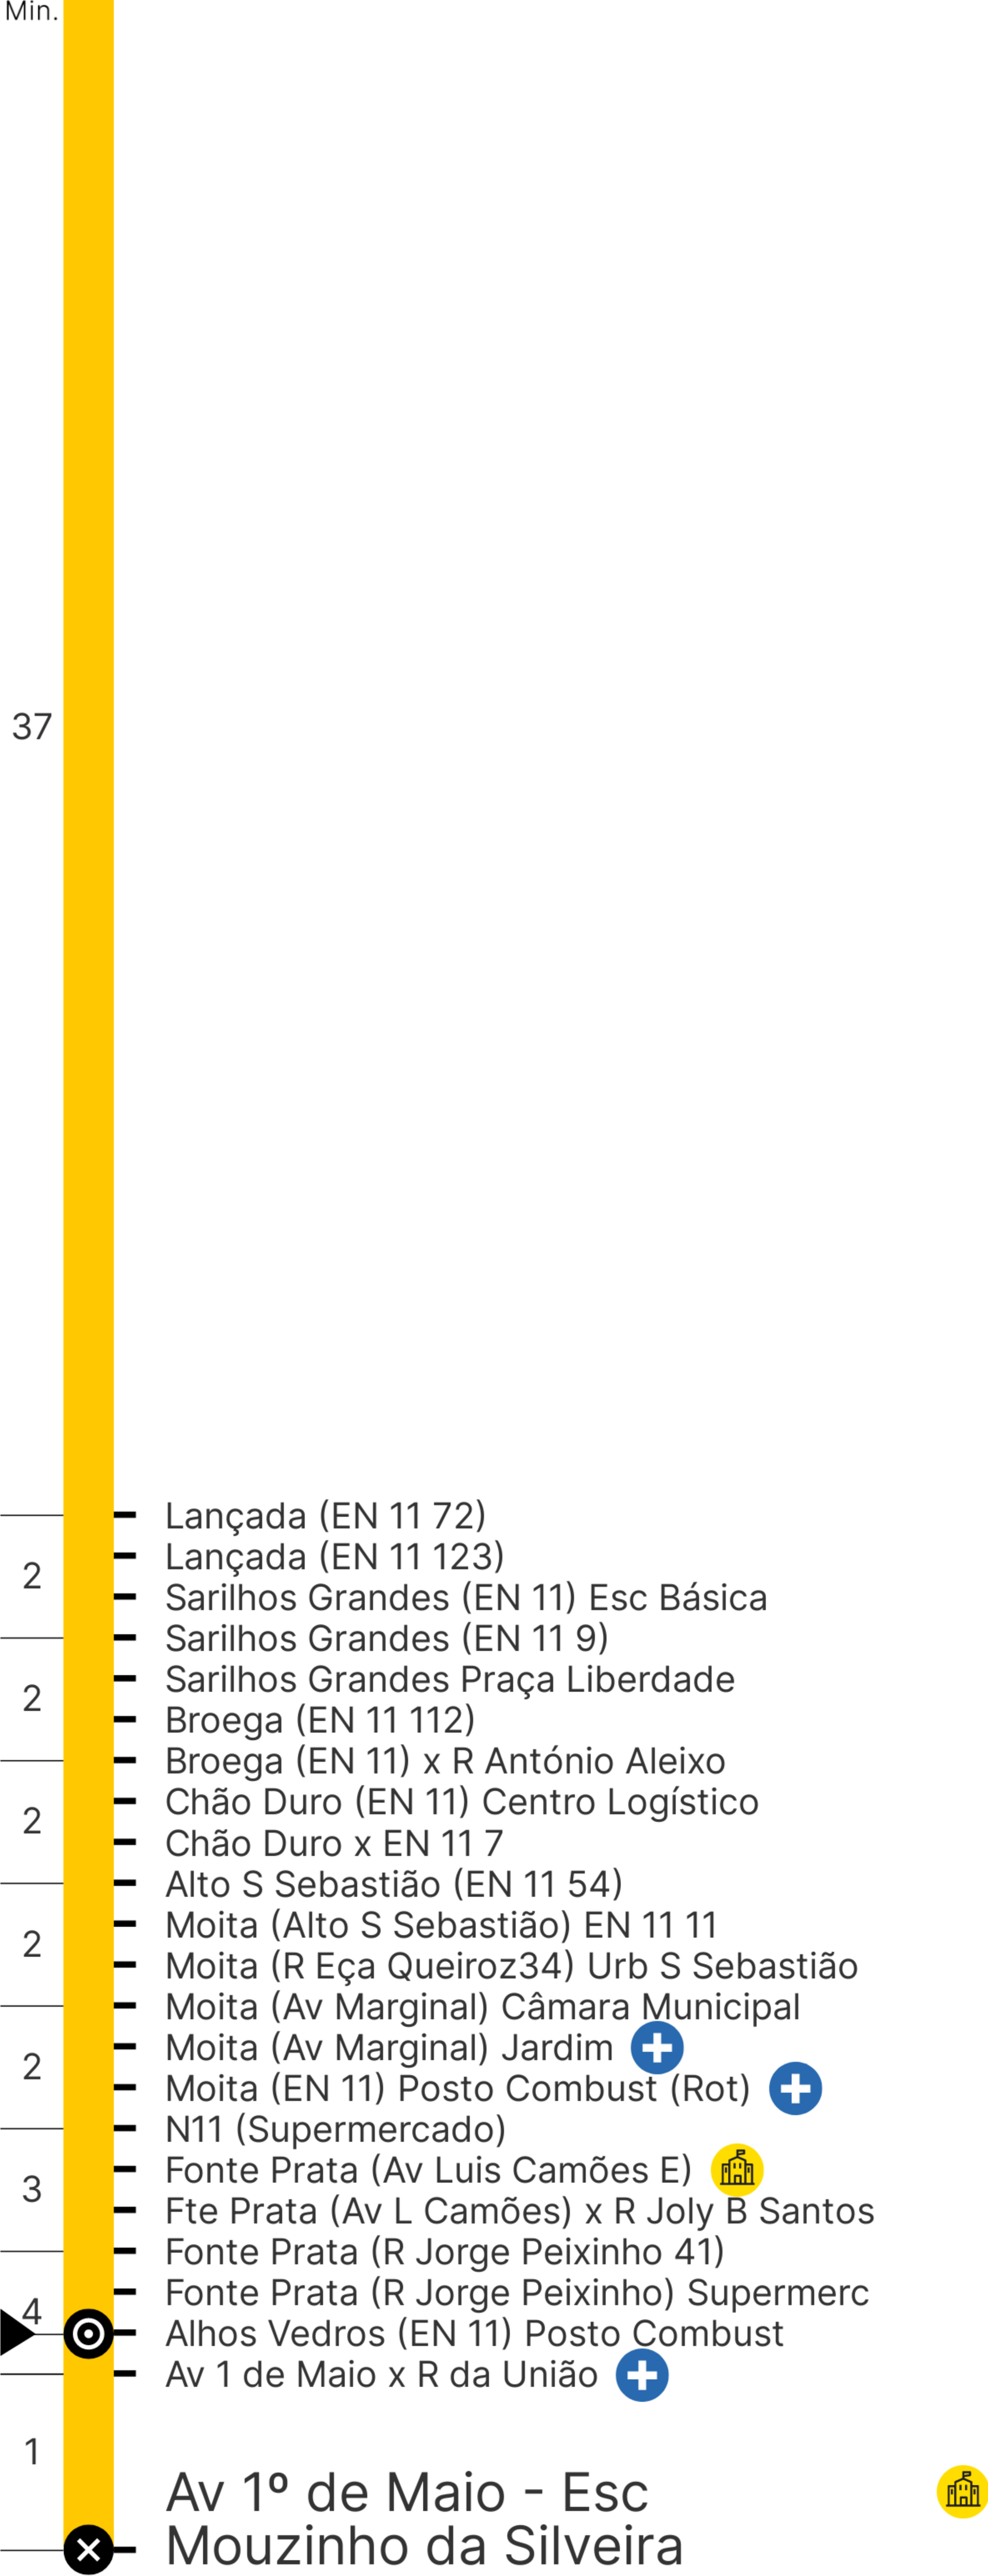 Min.
37
Lançada (EN 11 72)
Lançada (EN 11 123)
2
Sarilhos Grandes (EN 11) Esc Básica
Sarilhos Grandes (EN 11 9)
Sarilhos Grandes Praça Liberdade
2
Broega (EN 11 112)
Broega (EN 11) x R António Aleixo
Chão Duro (EN 11) Centro Logístico
2
Chão Duro x EN 11 7
Alto S Sebastião (EN 11 54)
Moita (Alto S Sebastião) EN 11 11
2
Moita (R Eça Queiroz34) Urb S Sebastião
Moita (Av Marginal) Câmara Municipal
Moita (Av Marginal) Jardim
2
Moita (EN 11) Posto Combust (Rot)
N11 (Supermercado)
Fonte Prata (Av Luis Camões E)
3
Fte Prata (Av L Camões) x R Joly B Santos
Fonte Prata (R Jorge Peixinho 41)
Fonte Prata (R Jorge Peixinho) Supermerc
4
Alhos Vedros (EN 11) Posto Combust
Av 1 de Maio x R da União
1
Av 1º de Maio - Esc
Mouzinho da Silveira